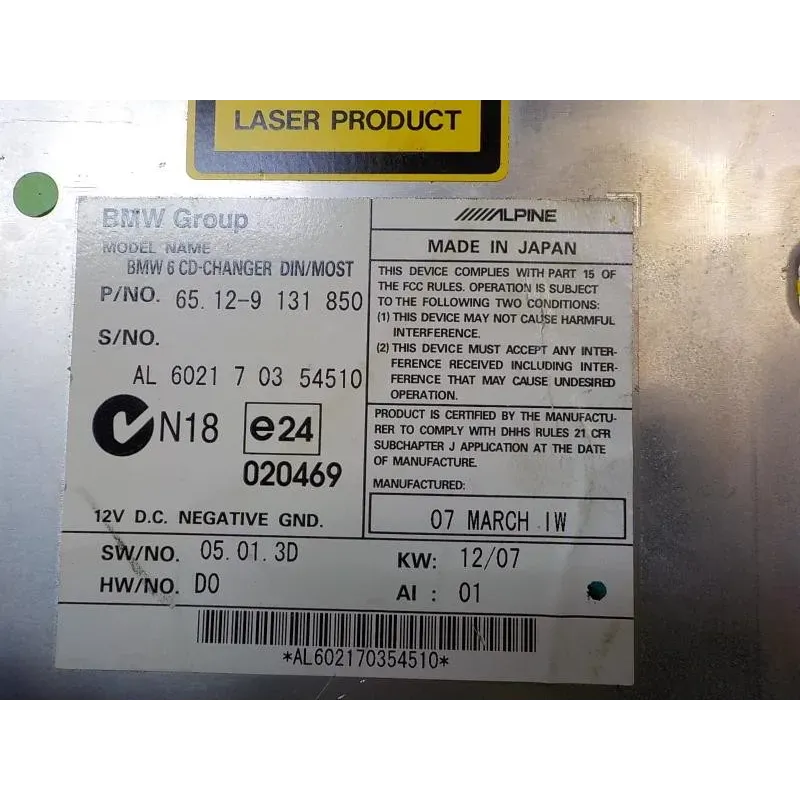 LASER PRODUCT
BMW Group
MODEL NAME
BMW 6 CD-CHANGER DIN/MOST
P/NO. 65.12-9 131 850
S/NO.
AL 6021 7 03 54510
N18 e24
020469
12V D.C. NEGATIVE GND.
ALPINE
MADE IN JAPAN
THIS DEVICE COMPLIES WITH PART 15 OF
THE FCC RULES. OPERATION IS SUBJECT
TO THE FOLLOWING TWO CONDITIONS:
(1) THIS DEVICE MAY NOT CAUSE HARMFUL
INTERFERENCE.
(2) THIS DEVICE MUST ACCEPT ANY INTER-
FERENCE RECEIVED INCLUDING INTER-
FERENCE THAT MAY CAUSE UNDESIRED
OPERATION.
PRODUCT IS CERTIFIED BY THE MANUFACTU-
RER TO COMPLY WITH DHHS RULES 21 CFR
SUBCHAPTER J APPLICATION AT THE DATE
OF MANUFACTURE.
MANUFACTURED:
07 MARCH IW
SW/NO. 05.01.3D
KW: 12/07
HW/NO. D0
AI : 01
*AL602170354510*